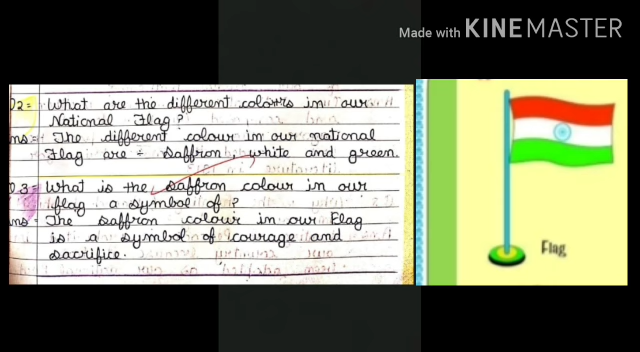 Made with KINEMASTER
Q2= What are the different colours in our
National Flag?
Ans= The different colour in our national
Flag are ÷ Saffron, white and green.
Q.3= What is the saffron colour in our
flag a symbol of?
Ans= The saffron colour in our Flag
is a symbol of courage and
sacrifice.
Flag